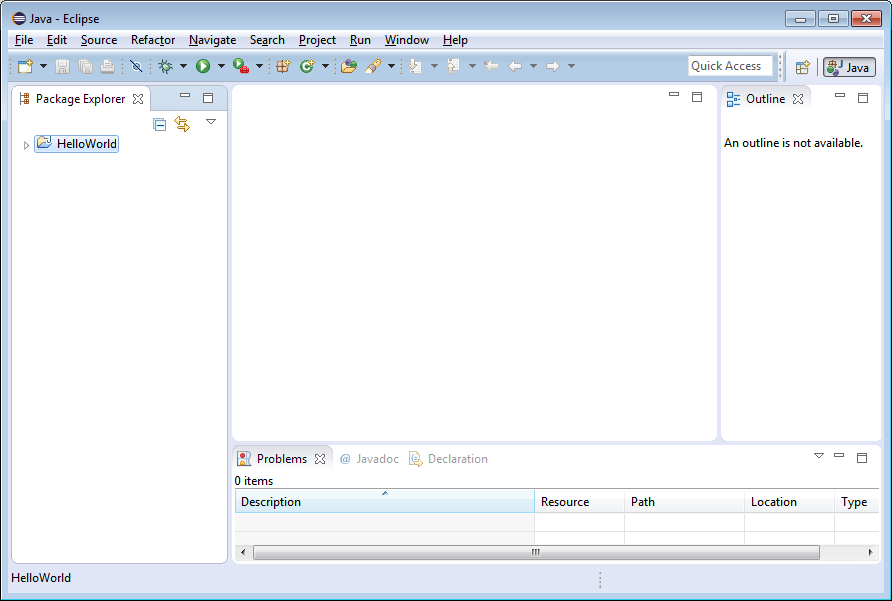 Java - Eclipse
File Edit Source Refactor Navigate Search Project Run Window Help
Quick Access
Java
Package Explorer
HelloWorld
Outline
An outline is not available.
Problems @ Javadoc Declaration
0 items
Description Resource Path Location Type
HelloWorld